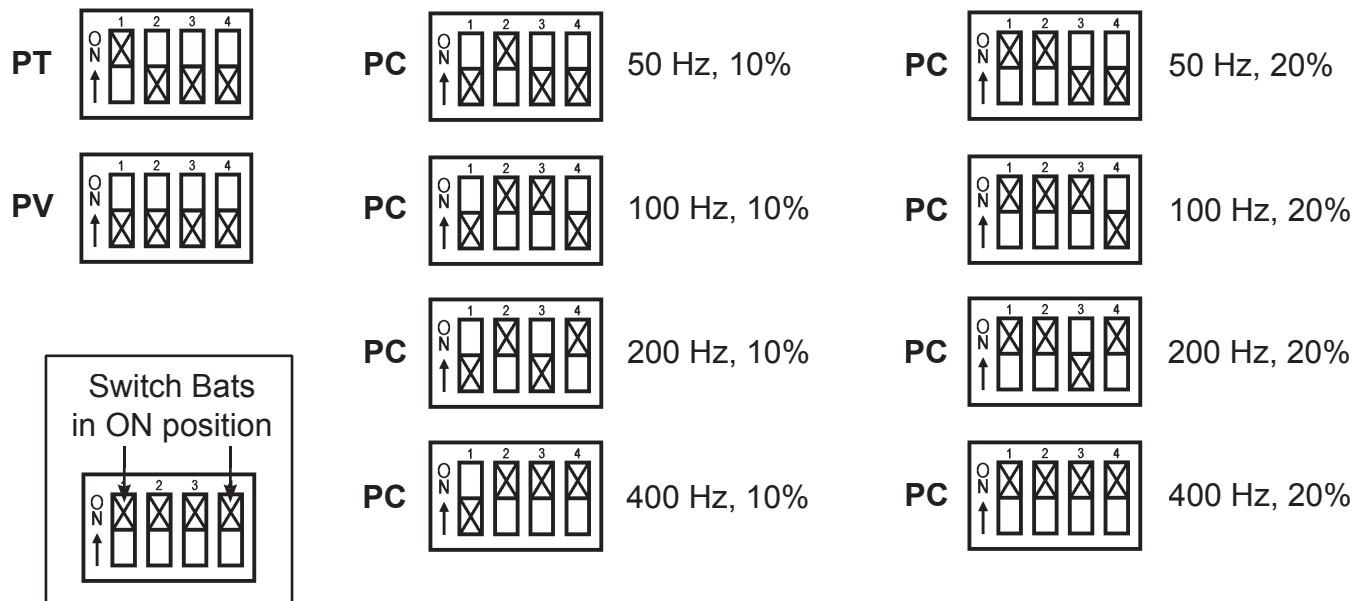 PT
ON
1 2 3 4
PC
ON
1 2 3 4
50 Hz, 10%
PC
ON
1 2 3 4
50 Hz, 20%
PV
ON
1 2 3 4
PC
ON
1 2 3 4
100 Hz, 10%
PC
ON
1 2 3 4
100 Hz, 20%
PC
ON
1 2 3 4
200 Hz, 10%
PC
ON
1 2 3 4
200 Hz, 20%
Switch Bats
in ON position
ON
1 2 3 4
PC
ON
1 2 3 4
400 Hz, 10%
PC
ON
1 2 3 4
400 Hz, 20%